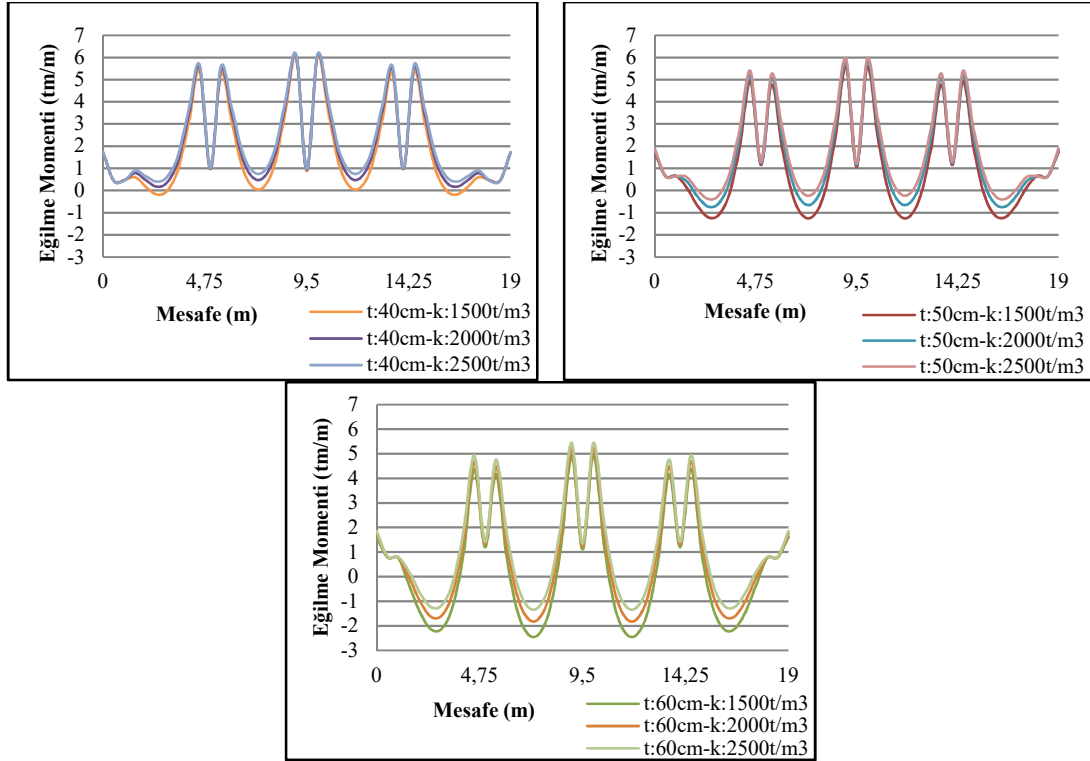 Eğilme Momenti (tm/m)
7
6
5
4
3
2
1
0
-1
-2
-3
0 4,75 9,5 14,25 19
Mesafe (m)
t:40cm-k:1500t/m3
t:40cm-k:2000t/m3
t:40cm-k:2500t/m3
Eğilme Momenti (tm/m)
7
6
5
4
3
2
1
0
-1
-2
-3
0 4,75 9,5 14,25 19
Mesafe (m)
t:50cm-k:1500t/m3
t:50cm-k:2000t/m3
t:50cm-k:2500t/m3
Eğilme Momenti (tm/m)
7
6
5
4
3
2
1
0
-1
-2
-3
0 4,75 9,5 14,25 19
Mesafe (m)
t:60cm-k:1500t/m3
t:60cm-k:2000t/m3
t:60cm-k:2500t/m3